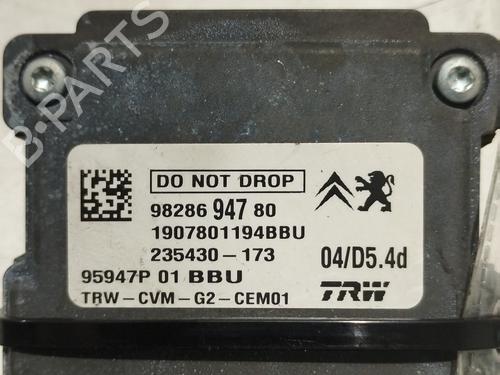 B-PARTS
DO NOT DROP
98286 947 80
1907801194BBU
235430-173
04/D5.4d
95947P 01 BBU
TRW-CVM-G2-CEM01
TRW